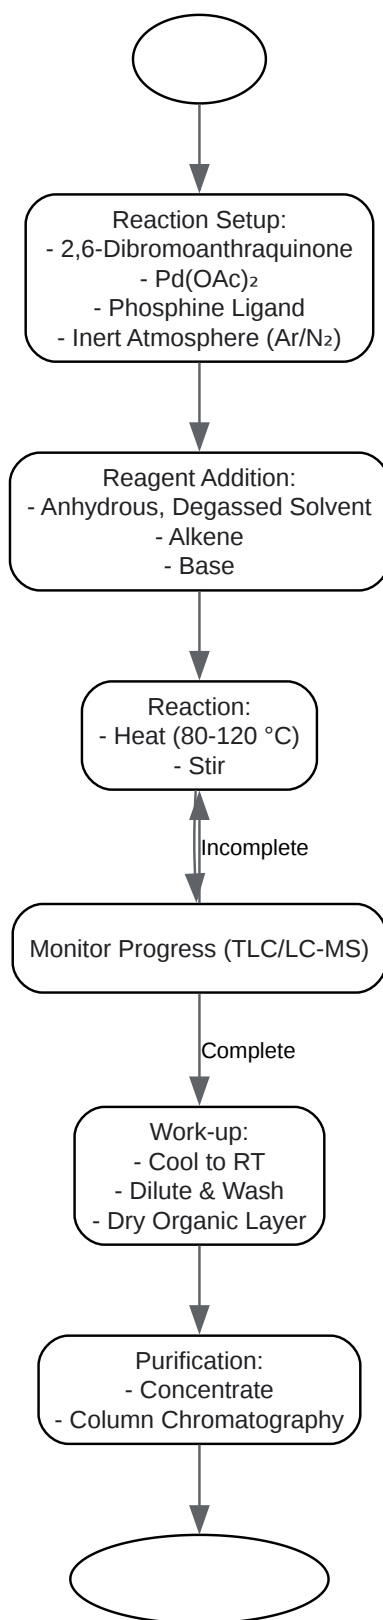 Reaction Setup:
- 2,6-Dibromoanthraquinone
- Pd(OAc)₂
- Phosphine Ligand
- Inert Atmosphere (Ar/N₂)
Reagent Addition:
- Anhydrous, Degassed Solvent
- Alkene
- Base
Reaction:
- Heat (80-120 °C)
- Stir
Incomplete
Monitor Progress (TLC/LC-MS)
Complete
Work-up:
- Cool to RT
- Dilute & Wash
- Dry Organic Layer
Purification:
- Concentrate
- Column Chromatography